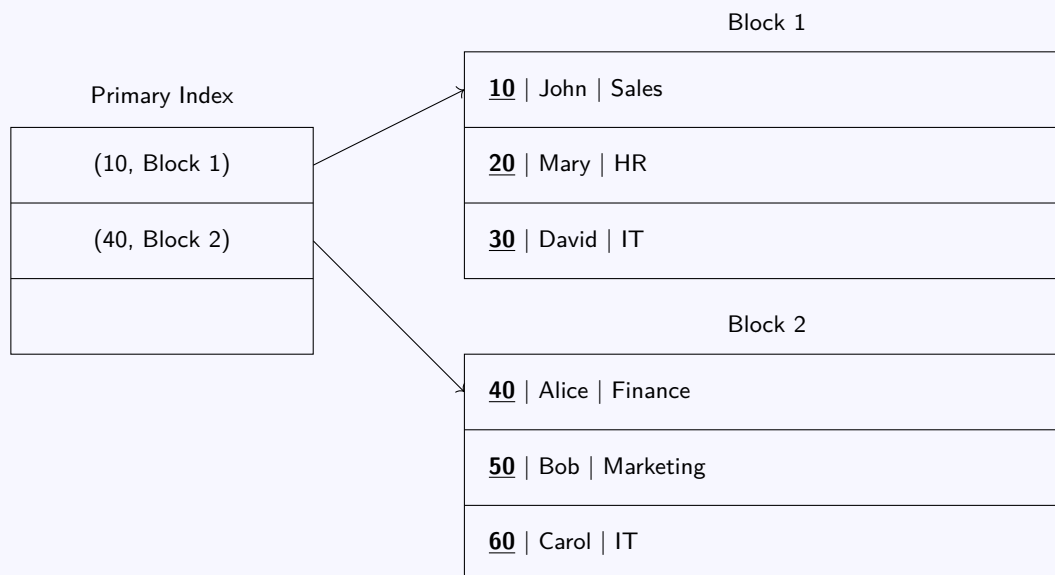 Primary Index
(10, Block 1)
(40, Block 2)
Block 1
10 | John | Sales
20 | Mary | HR
30 | David | IT
Block 2
40 | Alice | Finance
50 | Bob | Marketing
60 | Carol | IT